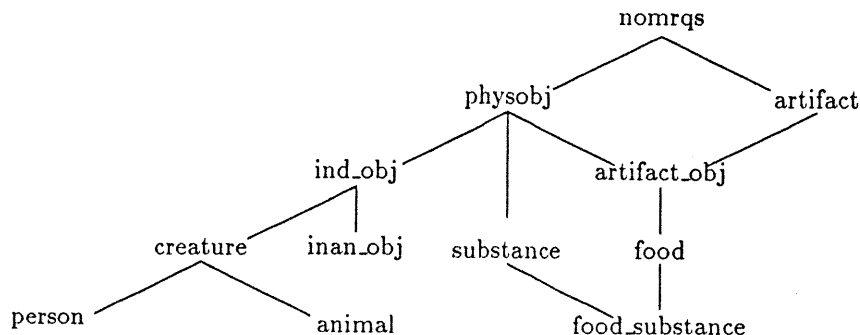 nomrqs
physobj artifact
ind_obj artifact_obj
creature inan_obj substance food
person animal food_substance